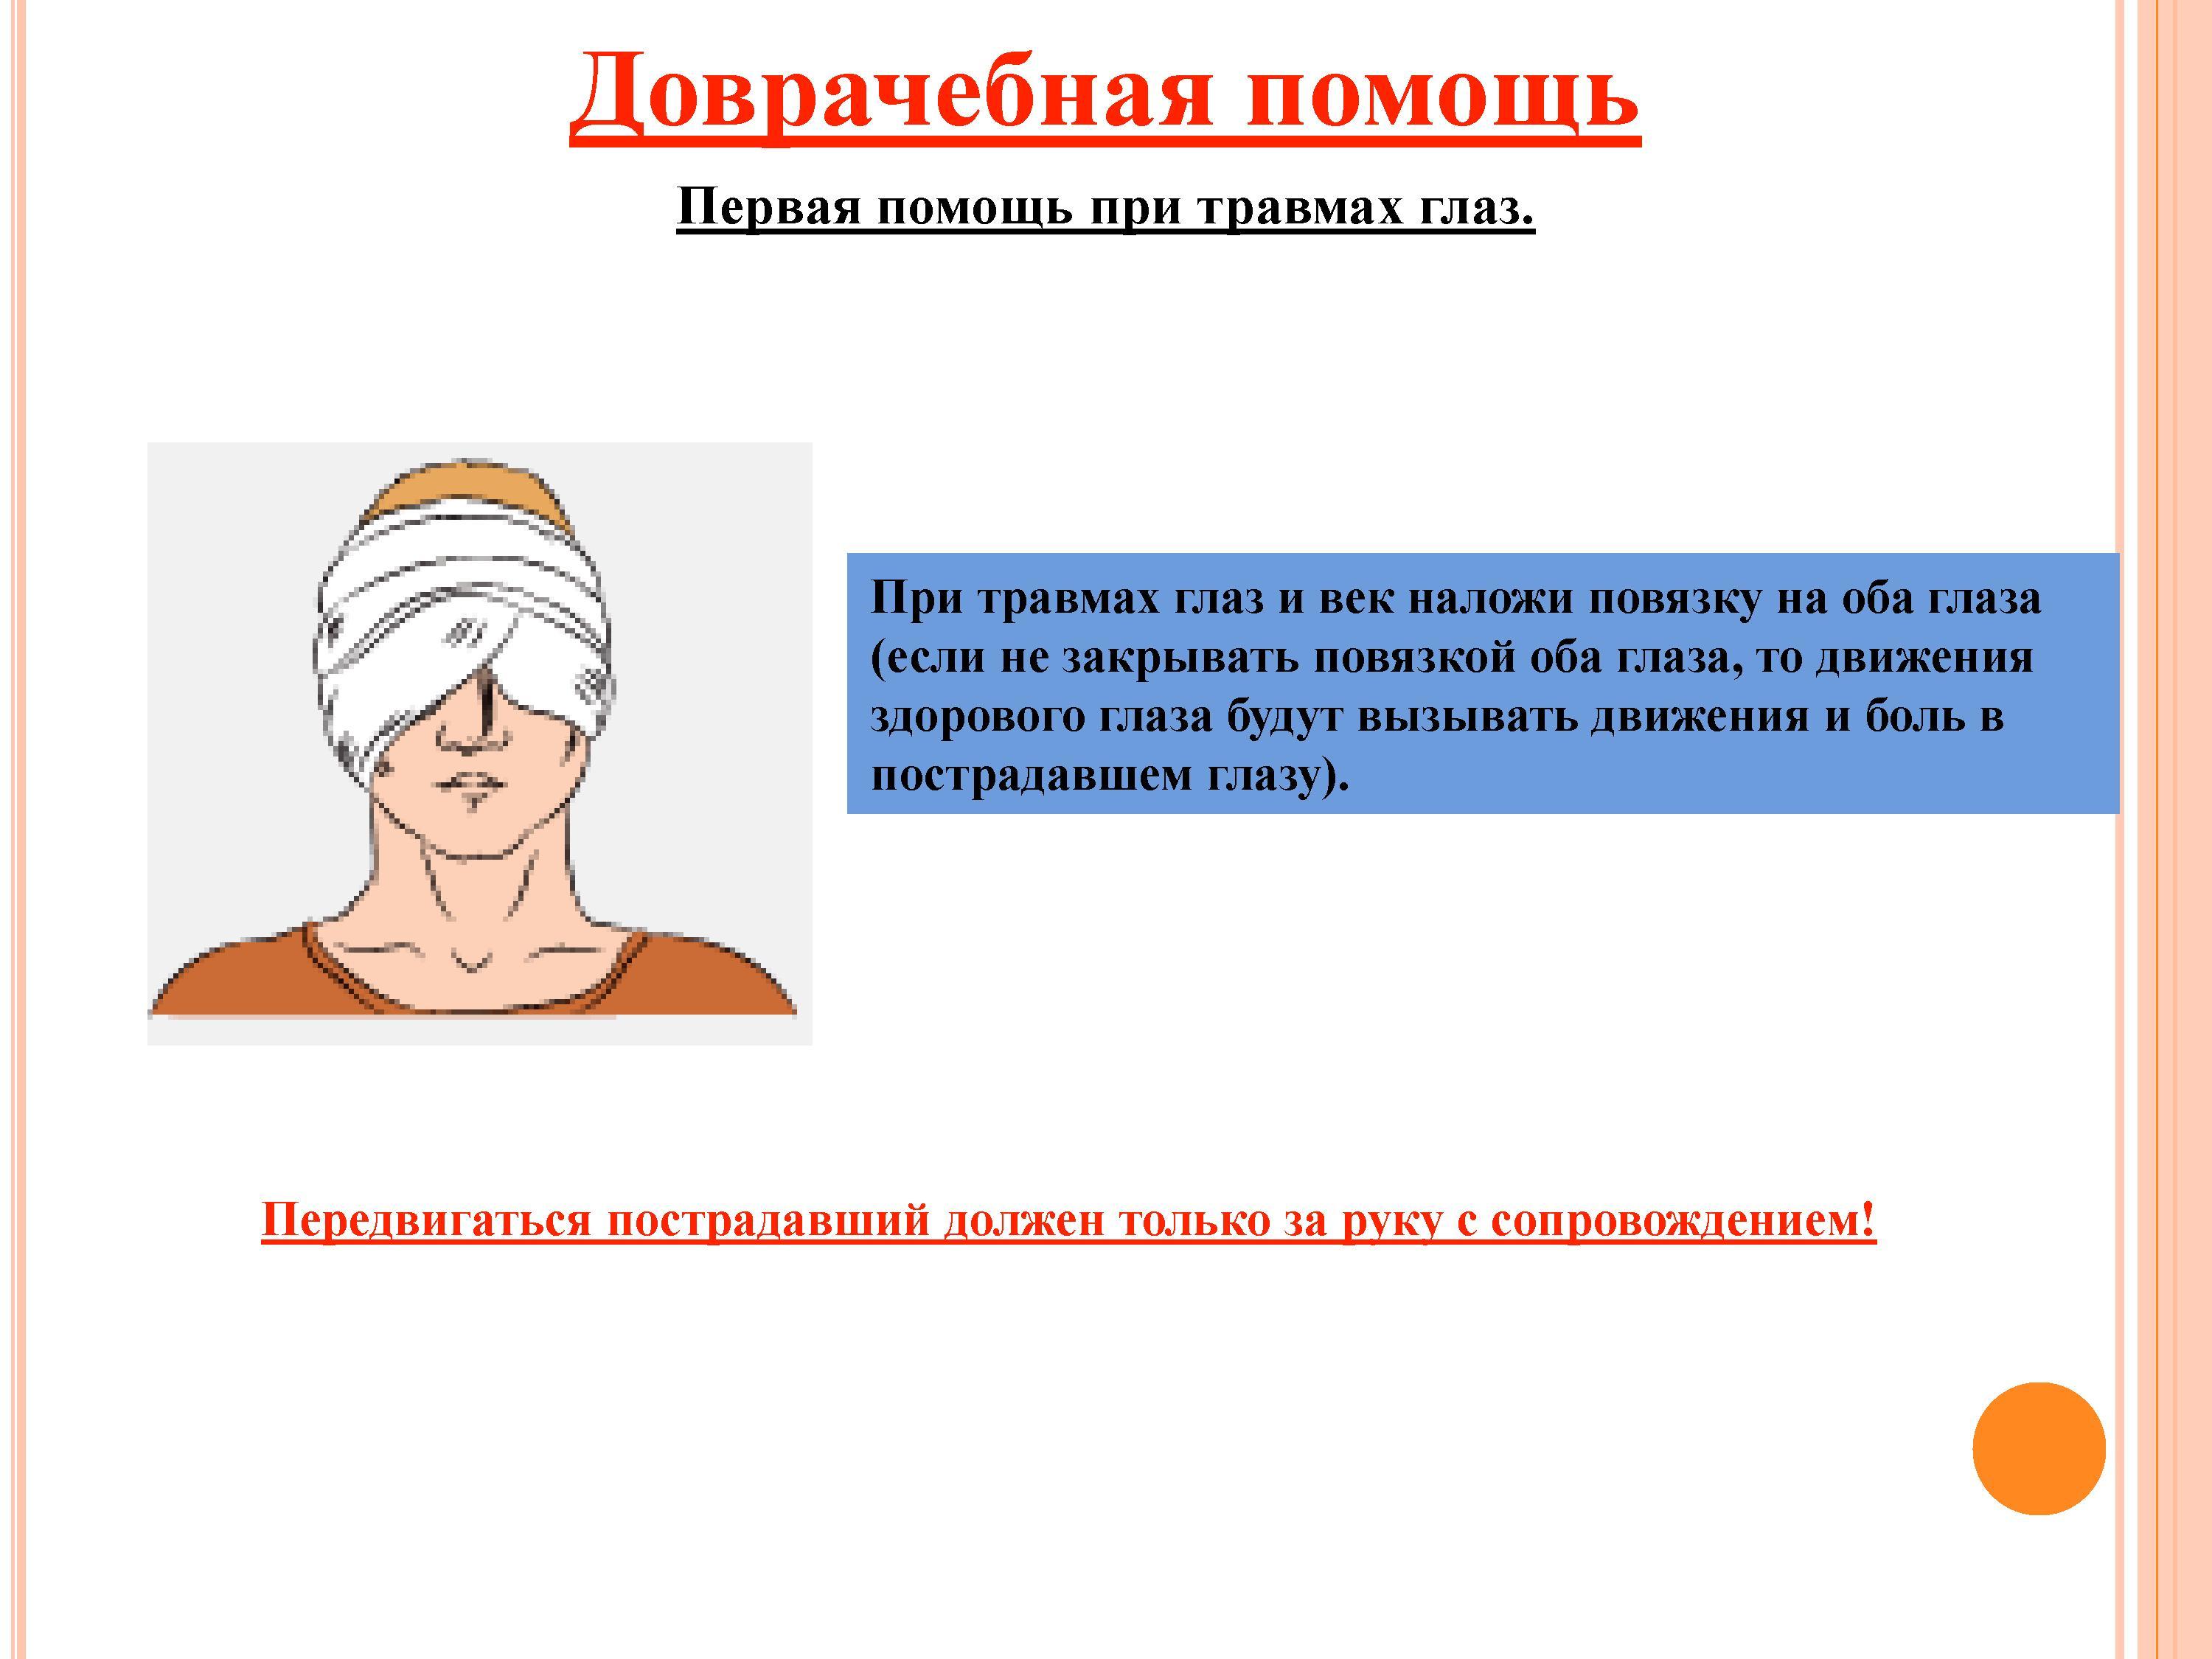 Доврачебная помощь
Первая помощь при травмах глаз.
При травмах глаз и век наложи повязку на оба глаза
(если не закрывать повязкой оба глаза, то движения
здорового глаза будут вызывать движения и боль в
пострадавшем глазу).
Передвигаться пострадавший должен только за руку с сопровождением!